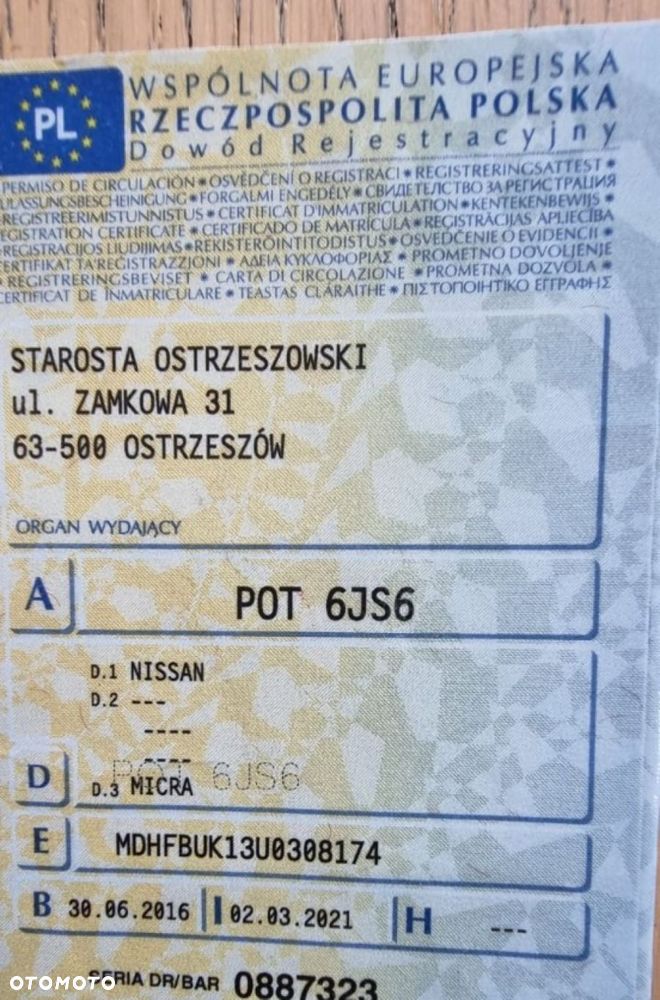 PL
WSPÓLNOTA EUROPEJSKA
RZECZPOSPOLITA POLSKA
Dowód Rejestracyjny
PERMISO DE CIRCULACIÓN * OSVĚDČENÍ O REGISTRACI * REGISTRERINGSATTEST *
ULASSUNGSBESCHEINIGUNG * FORGALMI ENGEDÉLY * СВИДЕТЕЛСТВО ЗА РЕГИСТРАЦИЯ
REGISTREERIMISTUNNISTUS * CERTIFICAT D'IMMATRICULATION * KENTEKENBEWIJS *
REGISTRATION CERTIFICATE * CERTIFICADO DE MATRÍCULA * REĢISTRĀCIJAS APLIECĪBA
REGISTRACIJOS LIUDIJIMAS * REKISTERÖINTITODISTUS * OSVEDČENIE O EVIDENCII *
ERTIFIKAT TA'REĠISTRAZZJONI * ΑΔΕΙΑ ΚΥΚΛΟΦΟΡΙΑΣ * PROMETNO DOVOLJENJE
* REGISTRERINGSBEVISET * CARTA DI CIRCOLAZIONE * PROMETNA DOZVOLA *
CERTIFICAT DE ÎNMATRICULARE * TEASTAS CLÁRAITHE * ΠΙΣΤΟΠΟΙΗΤΙΚΟ ΕΓΓΡΑΦΗΣ
STAROSTA OSTRZESZOWSKI
ul. ZAMKOWA 31
63-500 OSTRZESZÓW
ORGAN WYDAJĄCY
A POT 6JS6
D.1 NISSAN
D.2 ---
----
----
POT 6JS6
D D.3 MICRA
E MDHFBUK13U0308174
B 30.06.2016 I 02.03.2021 H ---
SERIA DR/BAR 0887323
OTOMOTO